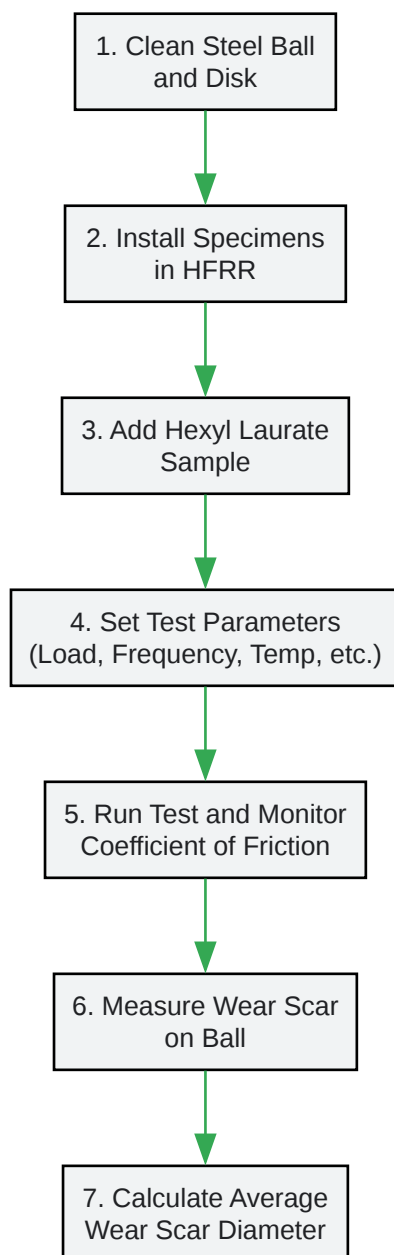 1. Clean Steel Ball
and Disk
2. Install Specimens
in HFRR
3. Add Hexyl Laurate
Sample
4. Set Test Parameters
(Load, Frequency, Temp, etc.)
5. Run Test and Monitor
Coefficient of Friction
6. Measure Wear Scar
on Ball
7. Calculate Average
Wear Scar Diameter